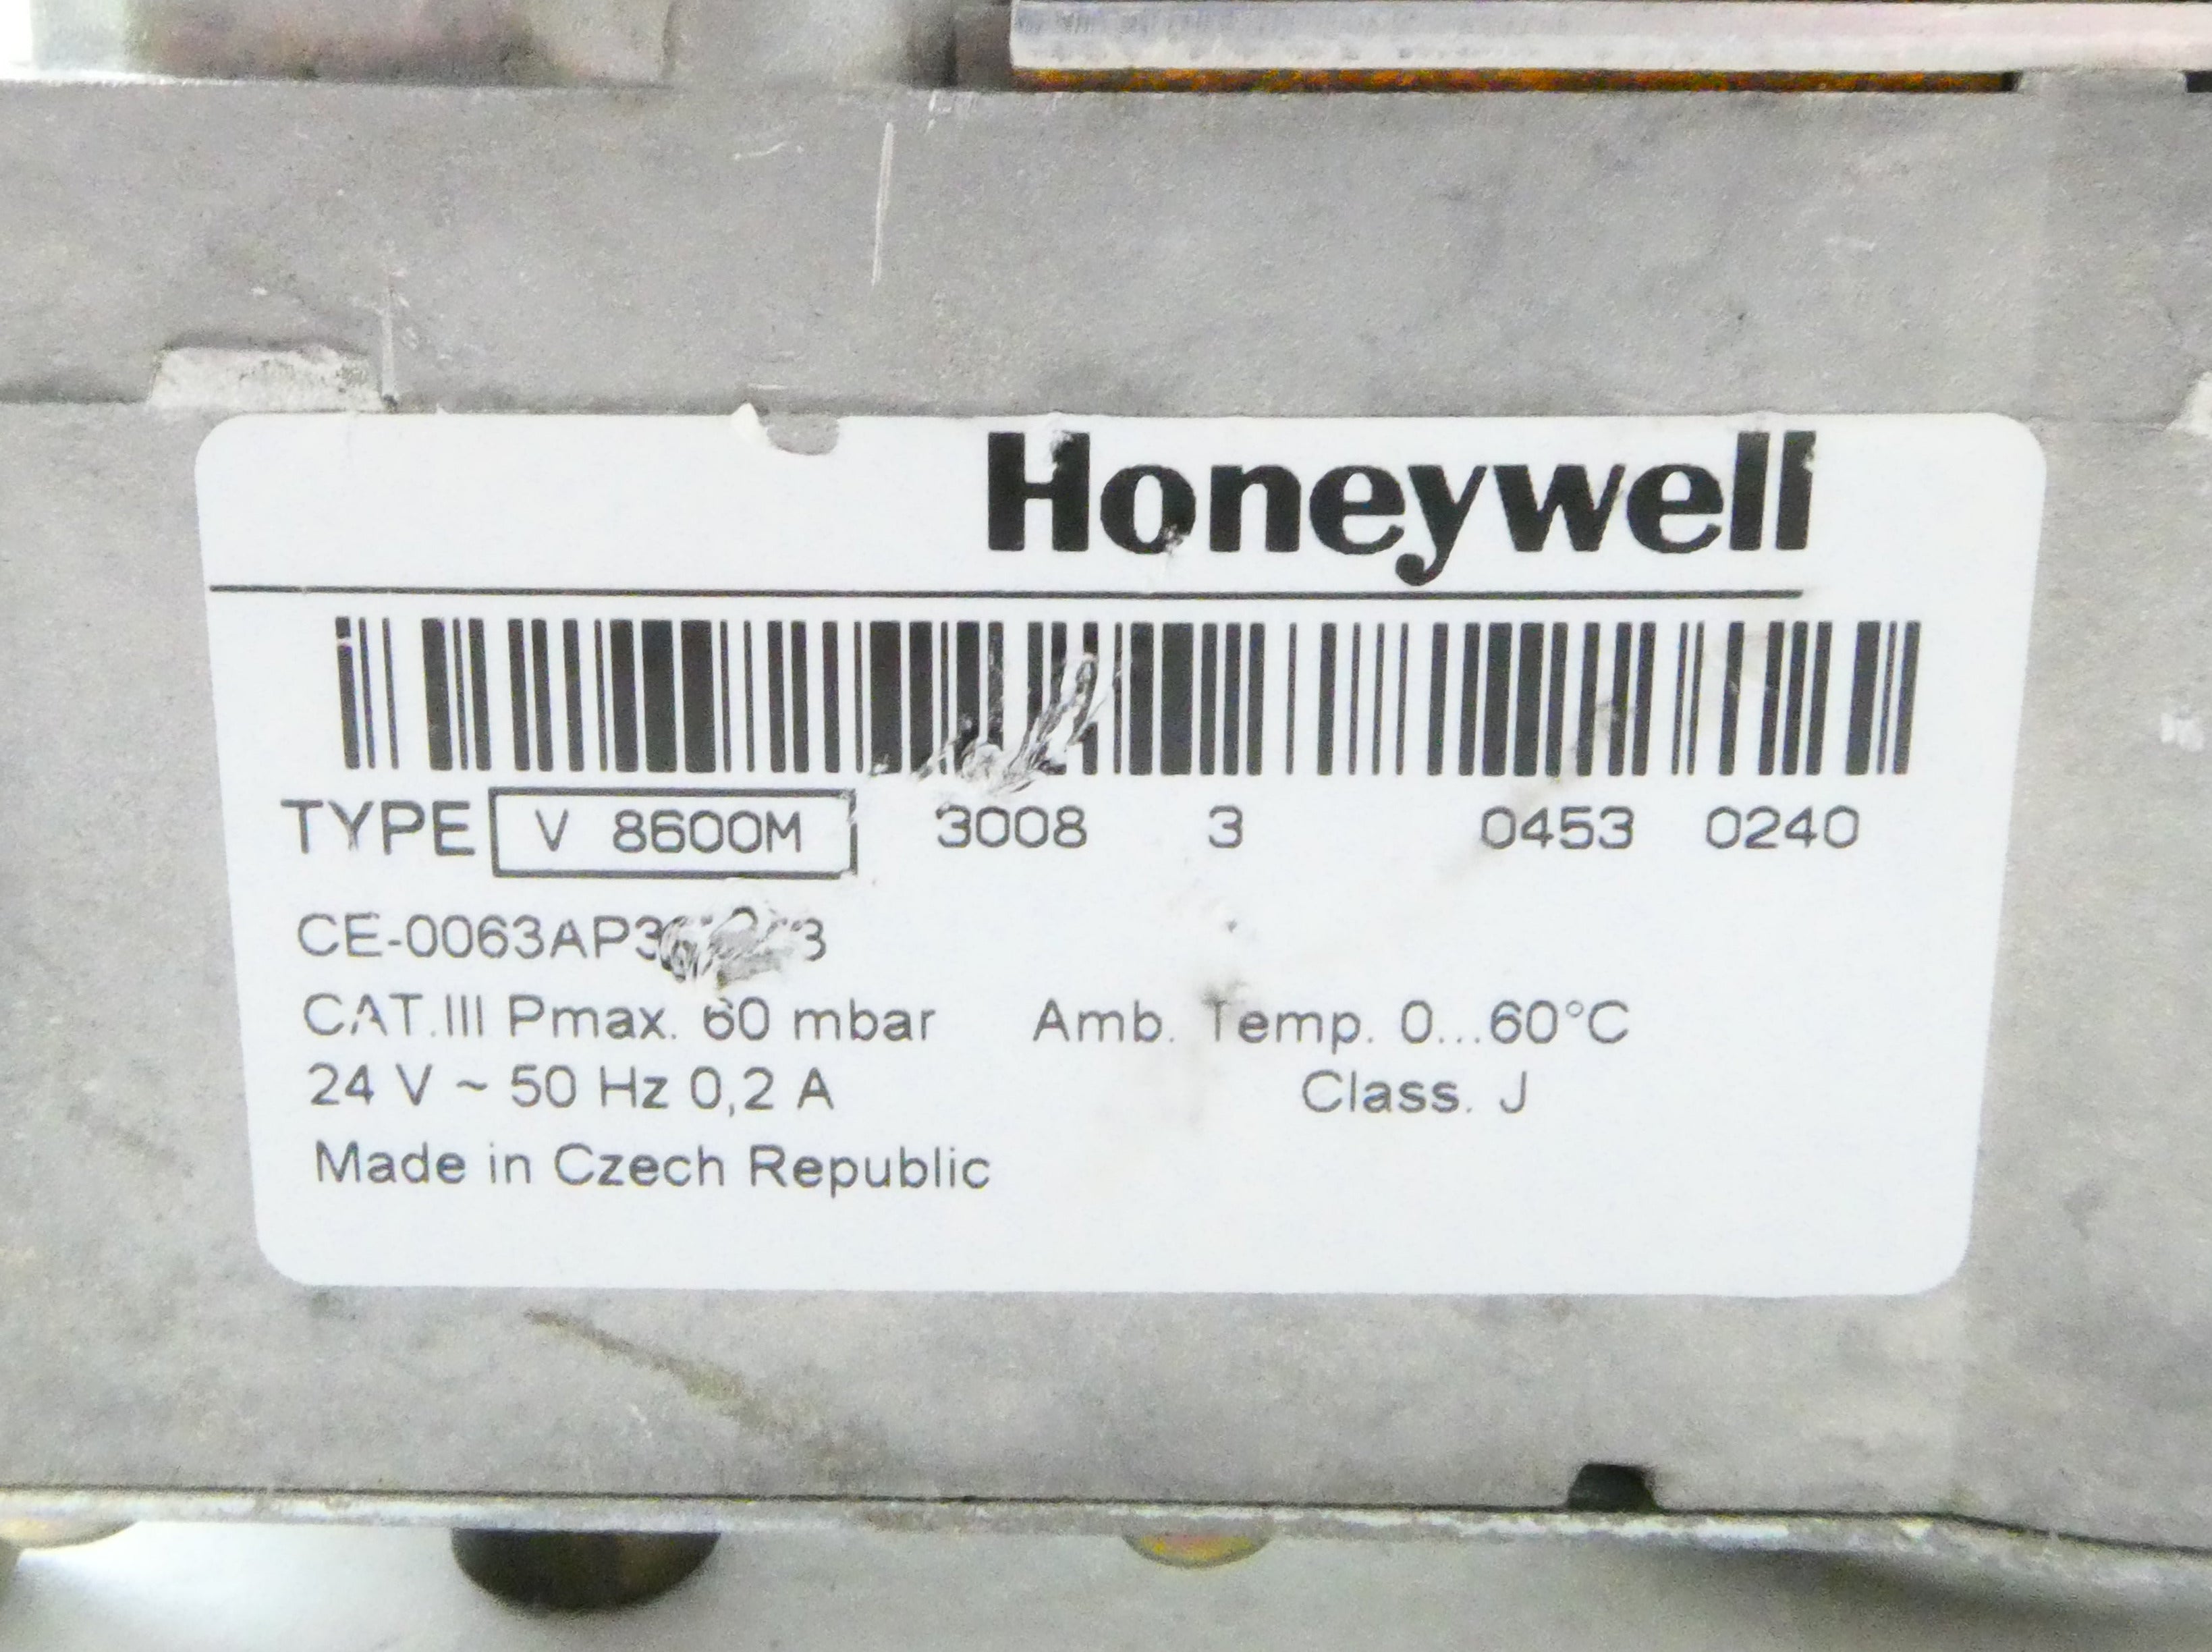 Honeywell
TYPE V 8600M 3008 3 0453 0240
CAT.III Pmax. 60 mbar Amb. Temp. 0...60°C
24 V ~ 50 Hz 0,2 A Class. J
Made in Czech Republic